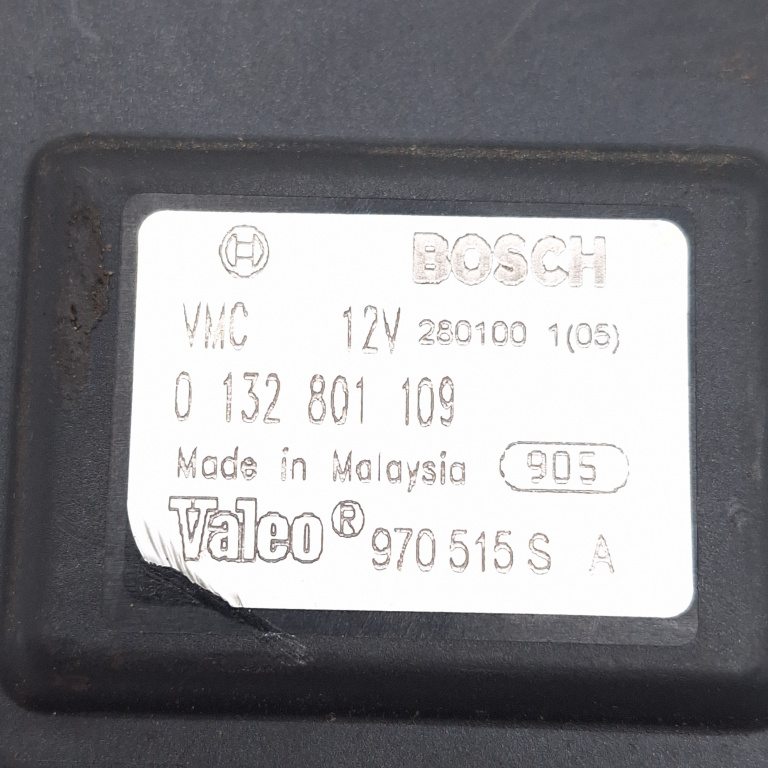 BOSCH
VMC 12V 280100 1(05)
0 132 801 109
Made in Malaysia 905
Valeo® 970 515 S A